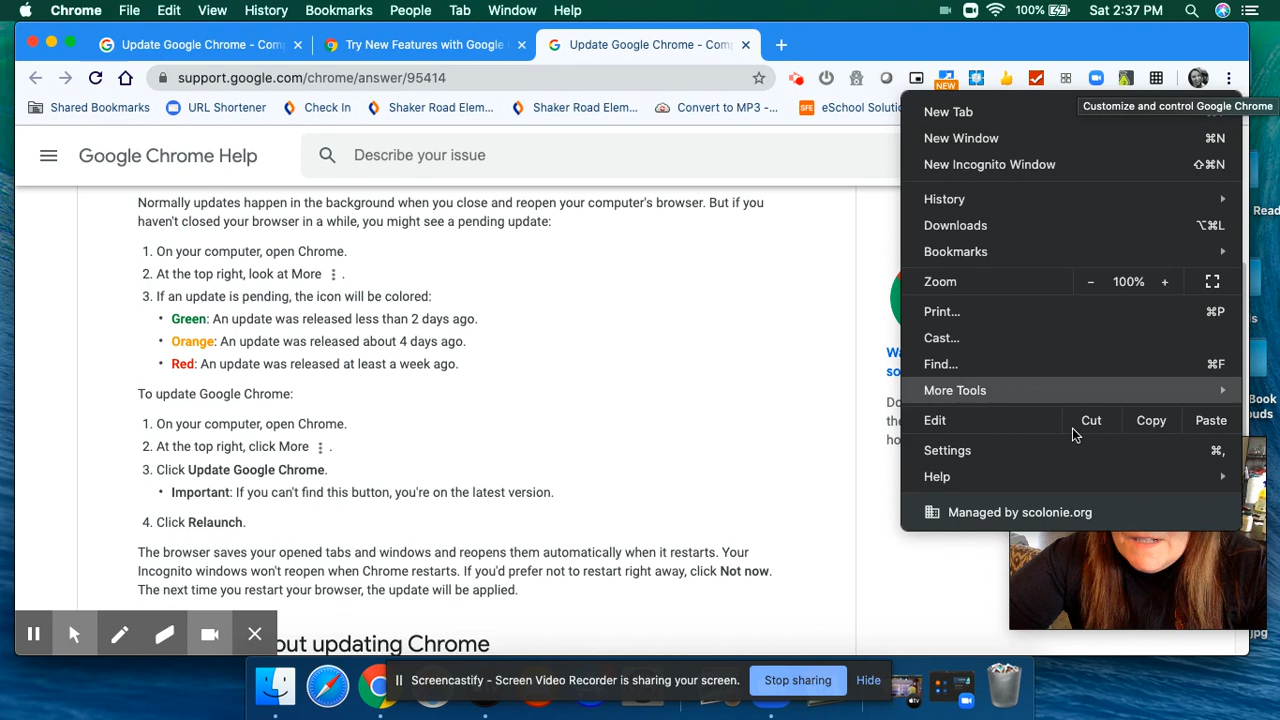 Chrome File Edit View History Bookmarks People Tab Window Help 100% Sat 2:37 PM
Update Google Chrome - Comp Try New Features with Google Update Google Chrome - Comp
support.google.com/chrome/answer/95414
NEW
Shared Bookmarks URL Shortener Check In Shaker Road Elem... Shaker Road Elem... Convert to MP3 -... SFE eSchool Soluti
Customize and control Google Chrome
Google Chrome Help Describe your issue
Normally updates happen in the background when you close and reopen your computer's browser. But if you
haven't closed your browser in a while, you might see a pending update:
1. On your computer, open Chrome.
2. At the top right, look at More ⋮ .
3. If an update is pending, the icon will be colored:
• Green: An update was released less than 2 days ago.
• Orange: An update was released about 4 days ago.
• Red: An update was released at least a week ago.
To update Google Chrome:
1. On your computer, open Chrome.
2. At the top right, click More ⋮ .
3. Click Update Google Chrome.
• Important: If you can't find this button, you're on the latest version.
4. Click Relaunch.
The browser saves your opened tabs and windows and reopens them automatically when it restarts. Your
Incognito windows won't reopen when Chrome restarts. If you'd prefer not to restart right away, click Not now.
The next time you restart your browser, the update will be applied.
out updating Chrome
New Tab
New Window ⌘N
New Incognito Window ⇧⌘N
History
Downloads ⌥⌘L
Bookmarks
Zoom − 100% +
Print... ⌘P
Cast...
Find... ⌘F
More Tools
Edit Cut Copy Paste
Settings ⌘,
Help
Managed by scolonie.org
Read
Book
jpg
Screencastify - Screen Video Recorder is sharing your screen. Stop sharing Hide